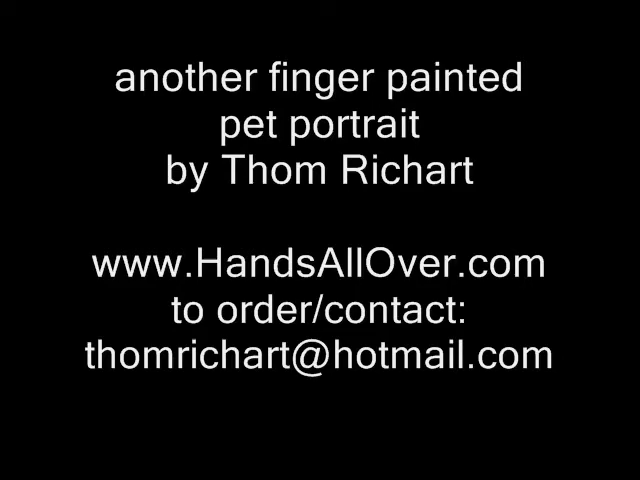 another finger painted
pet portrait
by Thom Richart
www.HandsAllOver.com
to order/contact:
thomrichart@hotmail.com